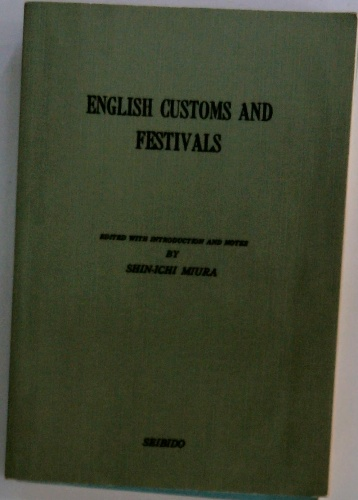 ENGLISH CUSTOMS AND
FESTIVALS
EDITED WITH INTRODUCTION AND NOTES
BY
SHIN-ICHI MIURA
SEIBIDO